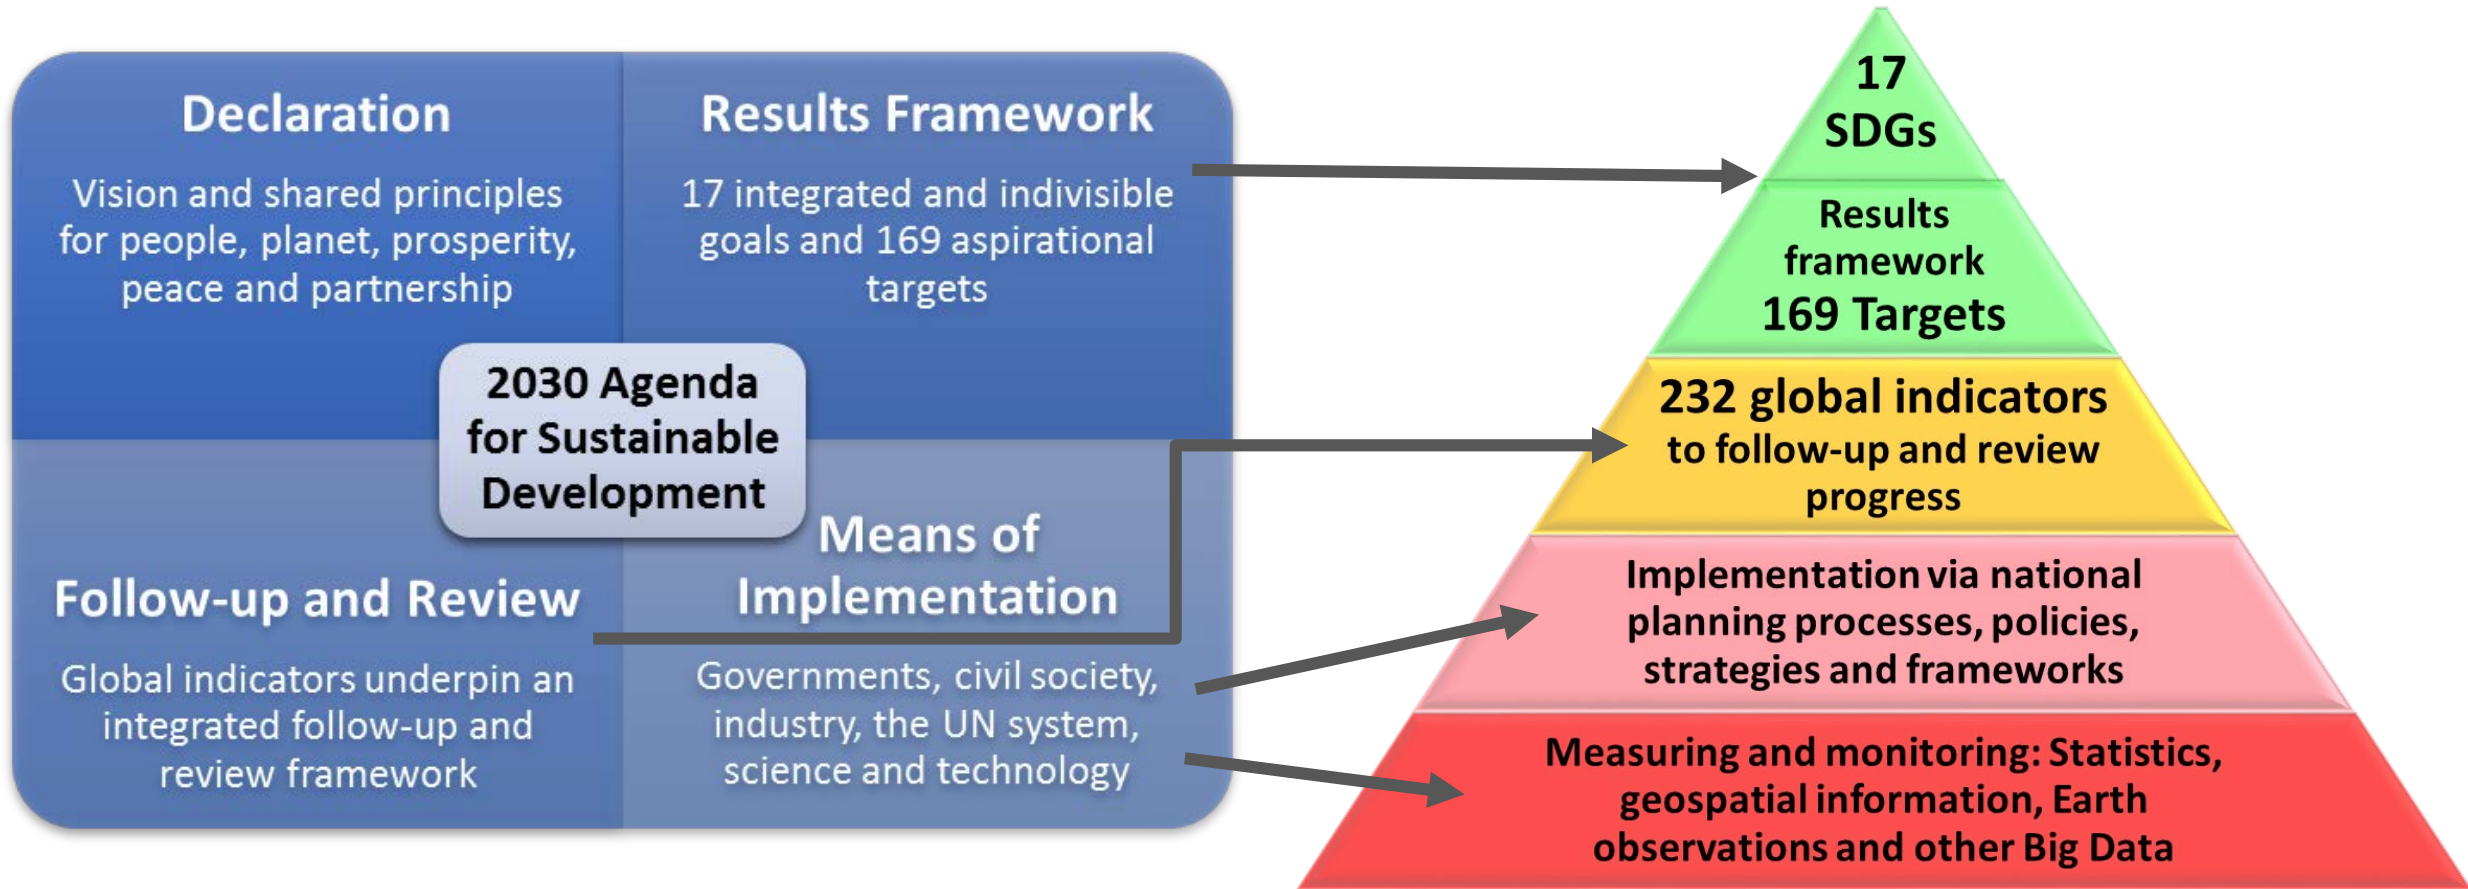 Declaration
Vision and shared principles
for people, planet, prosperity,
peace and partnership
Results Framework
17 integrated and indivisible
goals and 169 aspirational
targets
2030 Agenda
for Sustainable
Development
Follow-up and Review
Global indicators underpin an
integrated follow-up and
review framework
Means of
Implementation
Governments, civil society,
industry, the UN system,
science and technology
17
SDGs
Results
framework
169 Targets
232 global indicators
to follow-up and review
progress
Implementation via national
planning processes, policies,
strategies and frameworks
Measuring and monitoring: Statistics,
geospatial information, Earth
observations and other Big Data